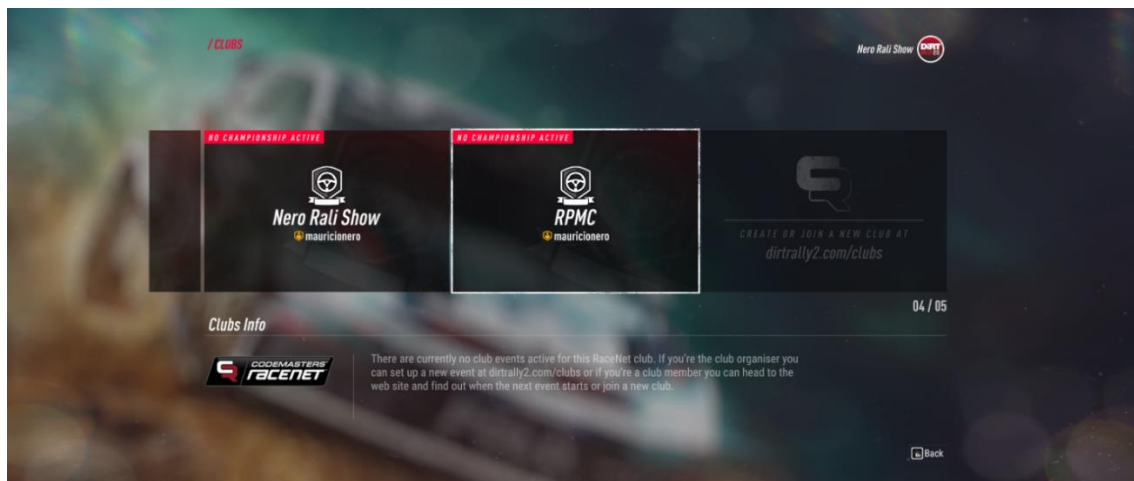 / CLUBS
Nero Rali Show
DiRT
NO CHAMPIONSHIP ACTIVE
Nero Rali Show
mauricionero
NO CHAMPIONSHIP ACTIVE
RPMC
mauricionero
CREATE OR JOIN A NEW CLUB AT
dirtrally2.com/clubs
04 / 05
Clubs Info
CODEMASTERS
RACENET
There are currently no club events active for this RaceNet club. If you're the club organiser you
can set up a new event at dirtrally2.com/clubs or if you're a club member you can head to the
web site and find out when the next event starts or join a new club.
Back